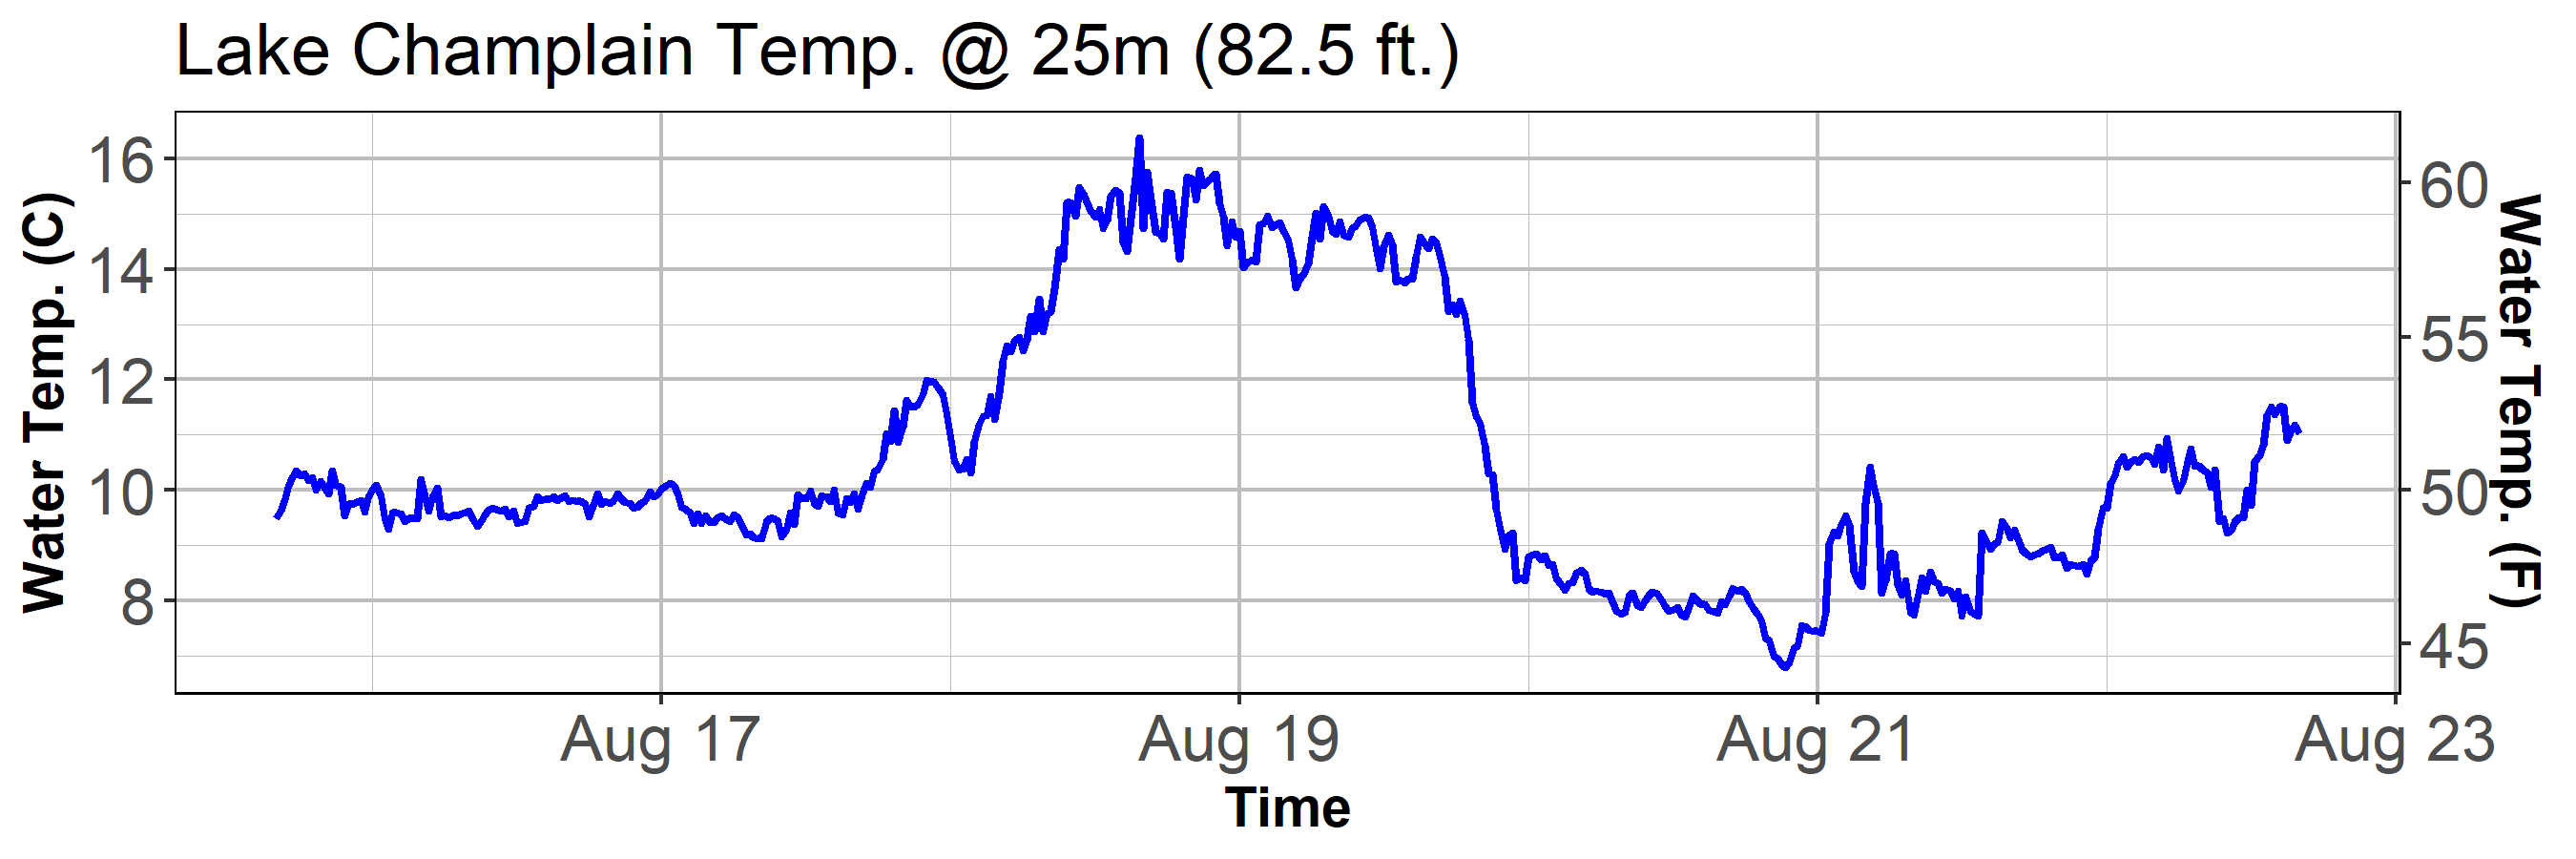 Lake Champlain Temp. @ 25m (82.5 ft.)
Water Temp. (C)
16
14
12
10
8
60
55
50
45
Water Temp. (F)
Aug 17 Aug 19 Aug 21 Aug 23
Time